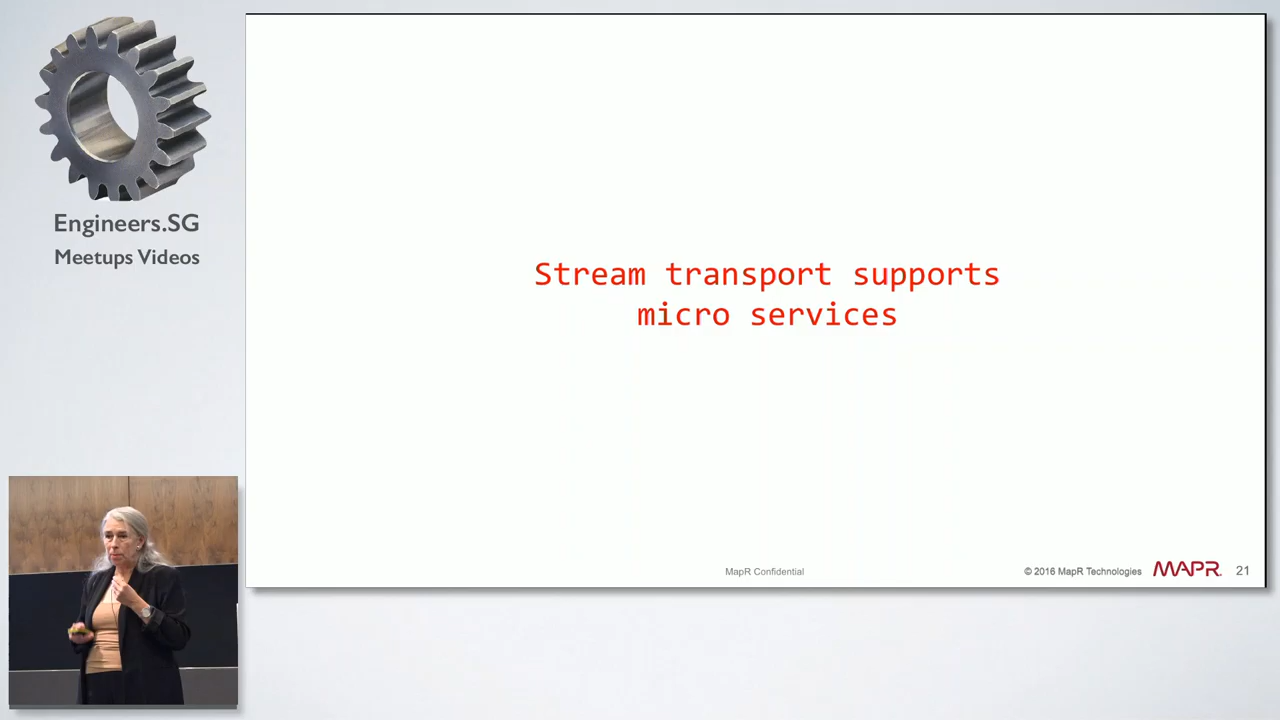 Engineers.SG
Meetups Videos
Stream transport supports
micro services
MapR Confidential
© 2016 MapR Technologies
MAPR
21